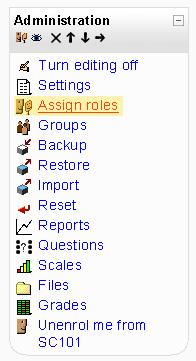 Administration
Turn editing off
Settings
Assign roles
Groups
Backup
Restore
Import
Reset
Reports
Questions
Scales
Files
Grades
Unenrol me from
SC101